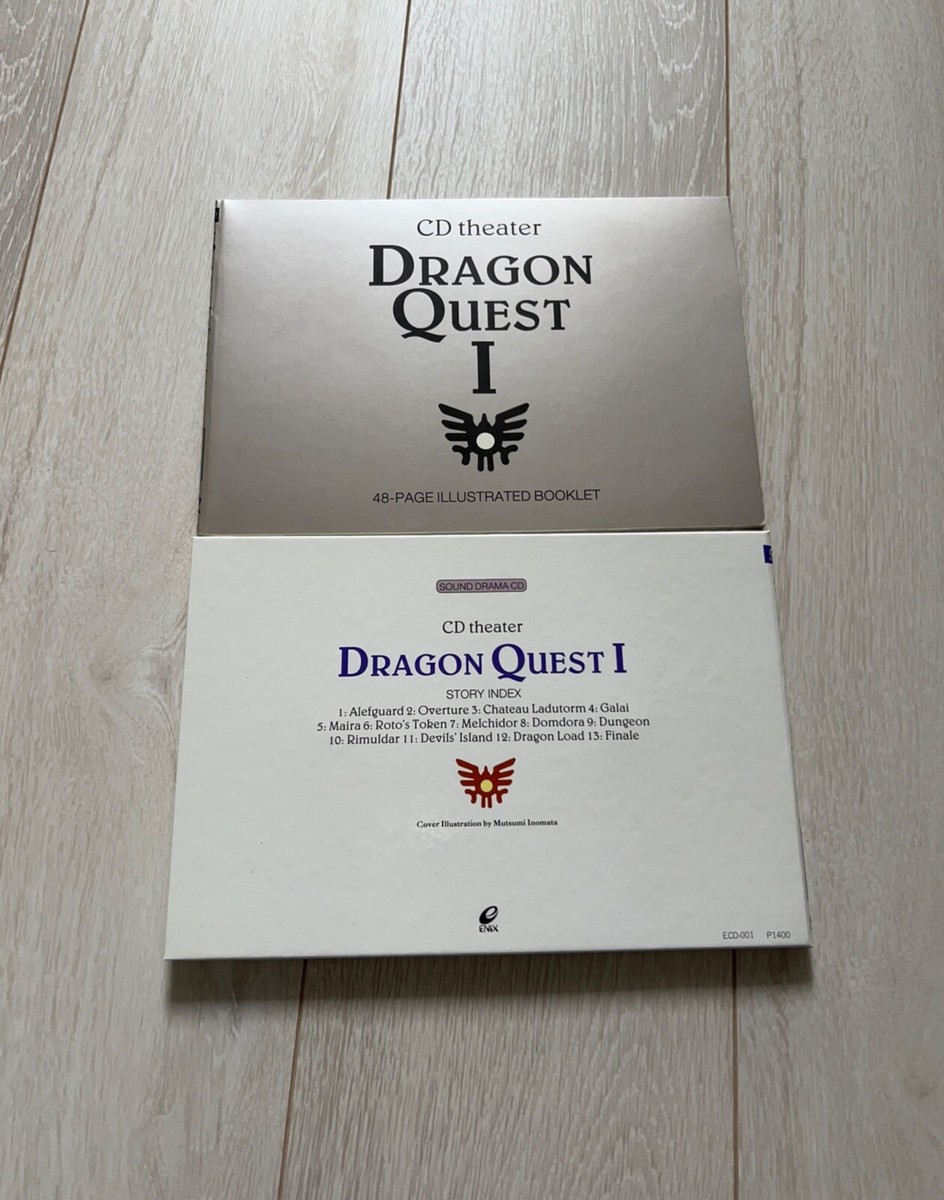 CD theater
DRAGON
QUEST
I
48-PAGE ILLUSTRATED BOOKLET
SOUND DRAMA CD
CD theater
DRAGON QUEST I
STORY INDEX
1: Alefguard 2: Overture 3: Chateau Ladutorm 4: Galai
5: Maira 6: Roto's Token 7: Melchidor 8: Domdora 9: Dungeon
10: Rimuldar 11: Devils' Island 12: Dragon Load 13: Finale
Cover Illustration by Mutsumi Inomata
ENIX
ECD-001 P1400